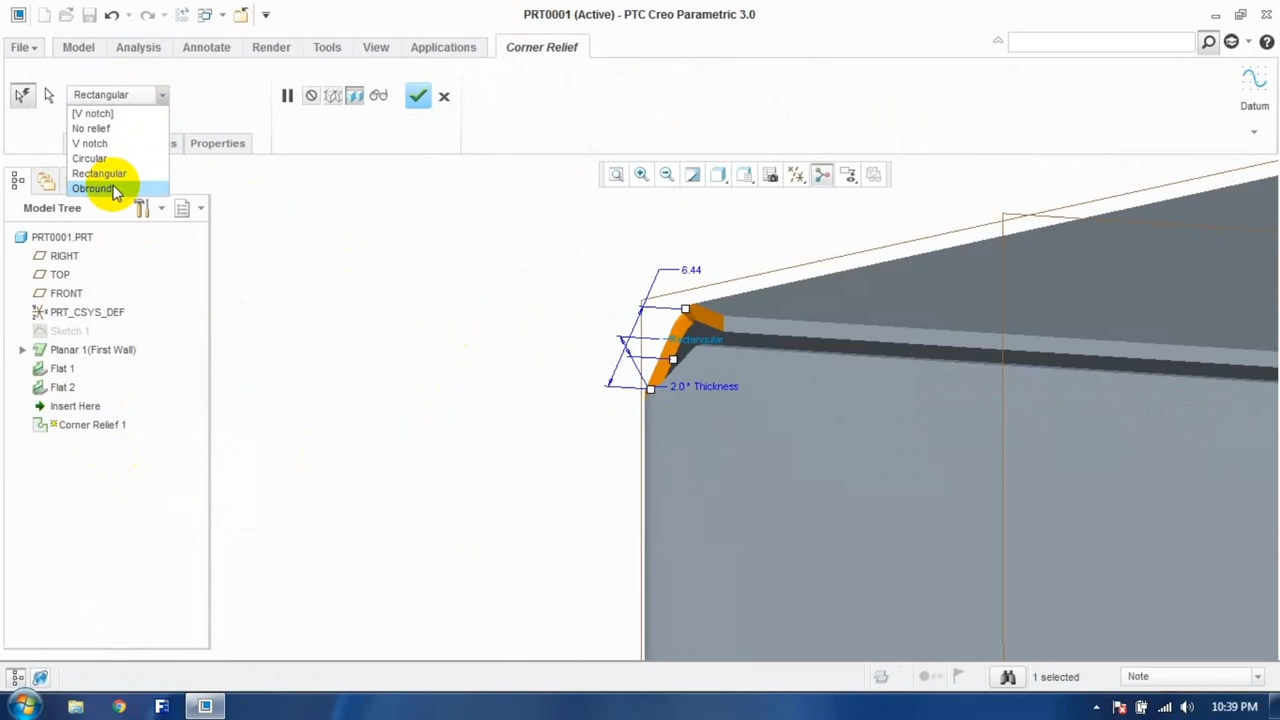 PRT0001 (Active) - PTC Creo Parametric 3.0
File Model Analysis Annotate Render Tools View Applications Corner Relief
Rectangular
[V notch]
No relief
V notch
Circular
Rectangular
Obround
s Properties
Datum
Model Tree
PRT0001.PRT
RIGHT
TOP
FRONT
PRT_CSYS_DEF
Sketch 1
Planar 1(First Wall)
Flat 1
Flat 2
Insert Here
Corner Relief 1
6.44
Rectangular
2.0* Thickness
1 selected
Note
10:39 PM